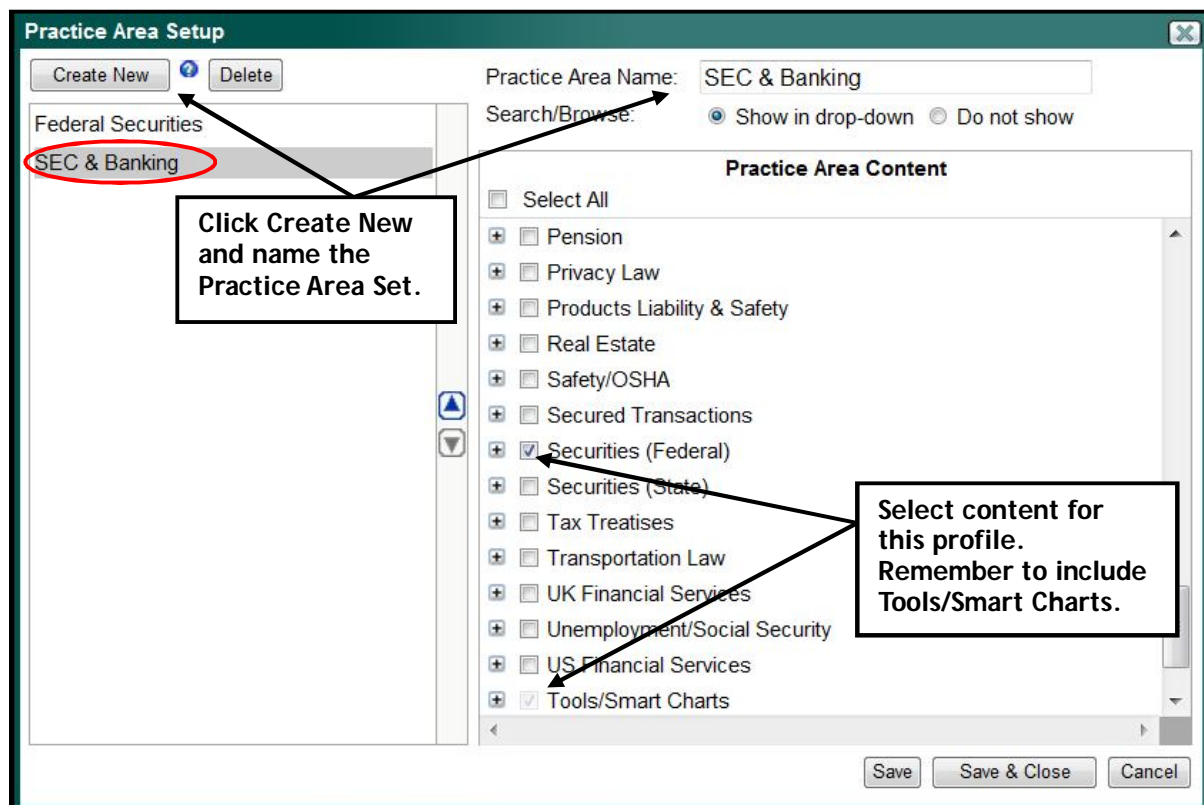 Practice Area Setup
Create New
Delete
Practice Area Name: SEC & Banking
Search/Browse: Show in drop-down Do not show
Federal Securities
SEC & Banking
Click Create New
and name the
Practice Area Set.
Practice Area Content
Select All
Pension
Privacy Law
Products Liability & Safety
Real Estate
Safety/OSHA
Secured Transactions
Securities (Federal)
Securities (State)
Tax Treatises
Transportation Law
UK Financial Services
Unemployment/Social Security
US Financial Services
Tools/Smart Charts
Select content for
this profile.
Remember to include
Tools/Smart Charts.
Save
Save & Close
Cancel